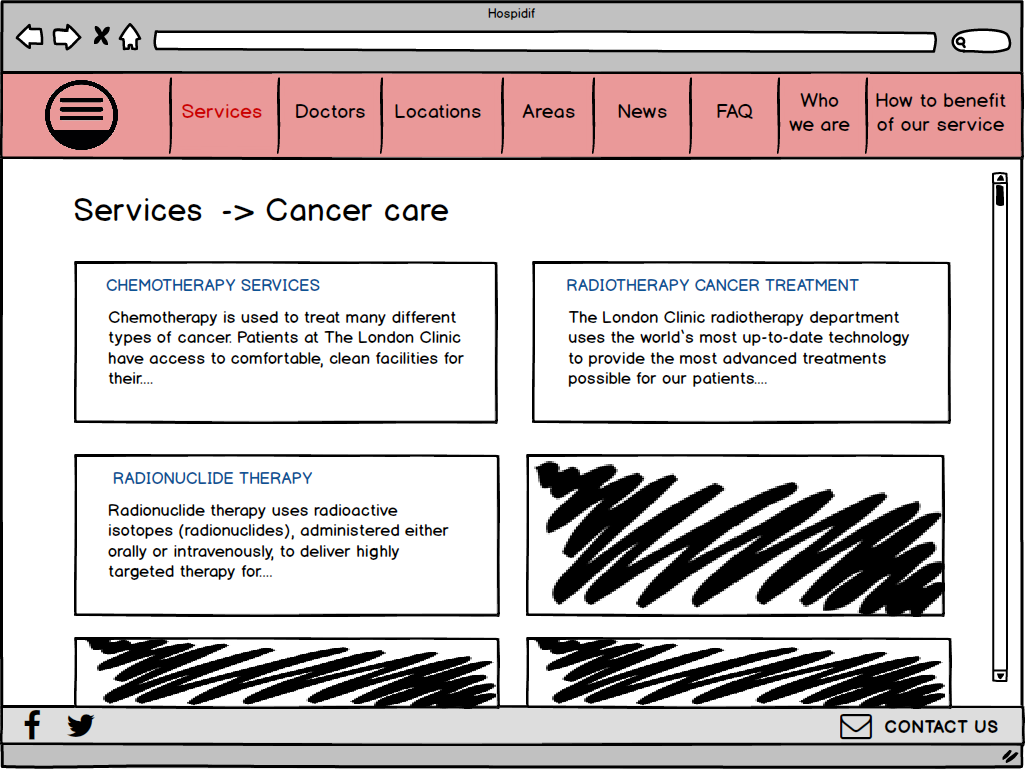 Hospidif
Services
Doctors
Locations
Areas
News
FAQ
Who
we are
How to benefit
of our service
Services -> Cancer care
CHEMOTHERAPY SERVICES
Chemotherapy is used to treat many different
types of cancer. Patients at The London Clinic
have access to comfortable, clean facilities for
their....
RADIOTHERAPY CANCER TREATMENT
The London Clinic radiotherapy department
uses the world`s most up-to-date technology
to provide the most advanced treatments
possible for our patients....
RADIONUCLIDE THERAPY
Radionuclide therapy uses radioactive
isotopes (radionuclides), administered either
orally or intravenously, to deliver highly
targeted therapy for....
CONTACT US